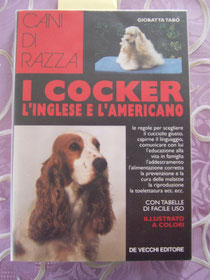 CANI
DI
RAZZA
GIOBATTA TABÓ
I COCKER
L'INGLESE E L'AMERICANO
le regole per scegliere
il cucciolo giusto,
capirne il linguaggio,
comunicare con lui
l'educazione alla
vita in famiglia
l'addestramento
l'alimentazione corretta
la prevenzione e la
cura delle malattie
la riproduzione
la toelettatura ecc. ecc.
CON TABELLE
DI FACILE USO
ILLUSTRATO
A COLORI
DE VECCHI EDITORE